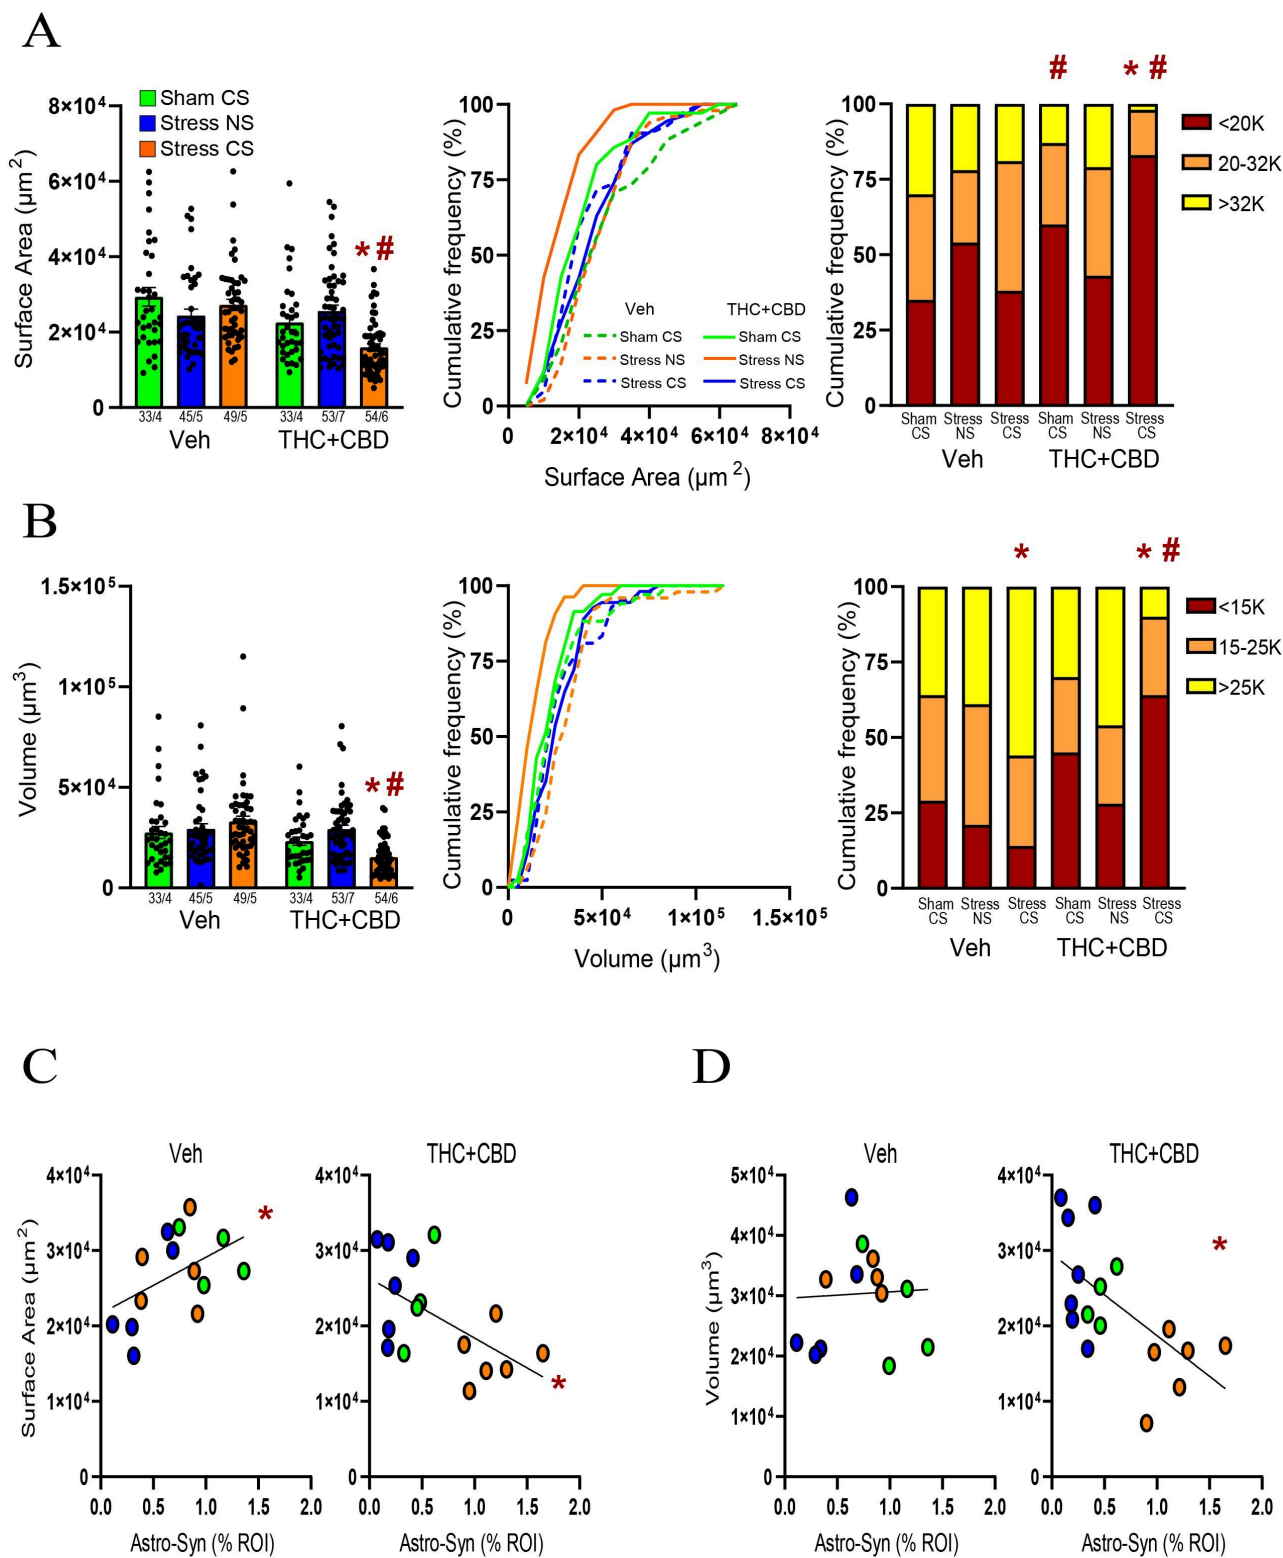 A
Sham CS
Stress NS
Stress CS
8×10⁴
6×10⁴
4×10⁴
2×10⁴
0
Surface Area (µm²)
* #
33/4 45/5 49/5 33/4 53/7 54/6
Veh THC+CBD
100
75
50
25
0
Cumulative frequency (%)
Veh THC+CBD
Sham CS Sham CS
Stress NS Stress NS
Stress CS Stress CS
0 2×10⁴ 4×10⁴ 6×10⁴ 8×10⁴
Surface Area (µm²)
# * #
100
75
50
25
0
Cumulative frequency (%)
<20K
20-32K
>32K
Sham Stress Stress Sham Stress Stress
CS NS CS CS NS CS
Veh THC+CBD
B
1.5×10⁵
1×10⁵
5×10⁴
0
Volume (µm³)
* #
33/4 45/5 49/5 33/4 53/7 54/6
Veh THC+CBD
100
75
50
25
0
Cumulative frequency (%)
0 5×10⁴ 1×10⁵ 1.5×10⁵
Volume (µm³)
* * #
100
75
50
25
0
Cumulative frequency (%)
<15K
15-25K
>25K
Sham Stress Stress Sham Stress Stress
CS NS CS CS NS CS
Veh THC+CBD
C
Veh
4×10⁴
3×10⁴
2×10⁴
1×10⁴
0
Surface Area (µm²)
*
0.0 0.5 1.0 1.5 2.0
Astro-Syn (% ROI)
THC+CBD
4×10⁴
3×10⁴
2×10⁴
1×10⁴
0
*
0.0 0.5 1.0 1.5 2.0
Astro-Syn (% ROI)
D
Veh
5×10⁴
4×10⁴
3×10⁴
2×10⁴
1×10⁴
0
Volume (µm³)
0.0 0.5 1.0 1.5 2.0
Astro-Syn (% ROI)
THC+CBD
4×10⁴
3×10⁴
2×10⁴
1×10⁴
0
*
0.0 0.5 1.0 1.5 2.0
Astro-Syn (% ROI)